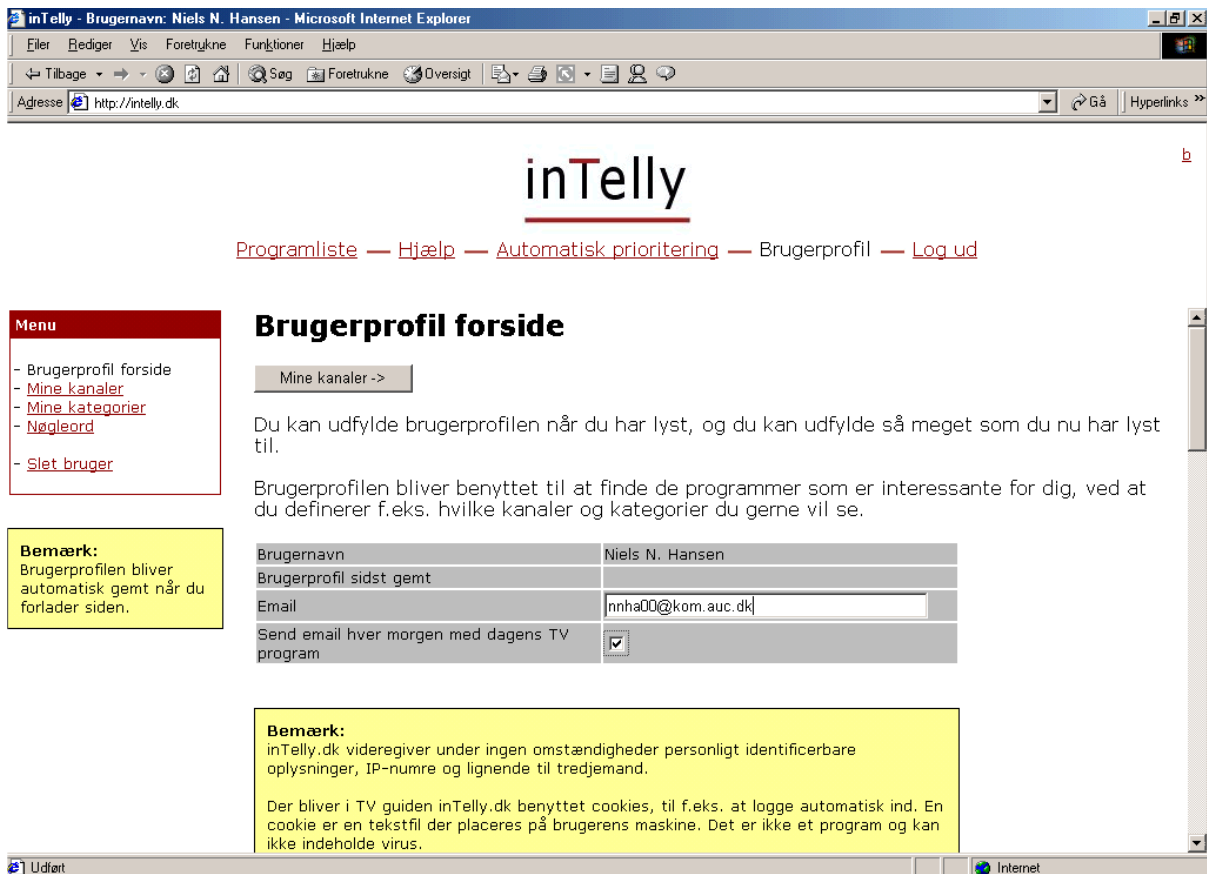 inTelly - Brugernavn: Niels N. Hansen - Microsoft Internet Explorer
Filer Rediger Vis Foretrukne Funktioner Hjælp
Tilbage Søg Foretrukne Oversigt
Adresse http://intelly.dk Gå Hyperlinks »
b
inTelly
Programliste — Hjælp — Automatisk prioritering — Brugerprofil — Log ud
Menu
- Brugerprofil forside
- Mine kanaler
- Mine kategorier
- Nøgleord
- Slet bruger
Bemærk:
Brugerprofilen bliver
automatisk gemt når du
forlader siden.
Brugerprofil forside
Mine kanaler ->
Du kan udfylde brugerprofilen når du har lyst, og du kan udfylde så meget som du nu har lyst
til.
Brugerprofilen bliver benyttet til at finde de programmer som er interessante for dig, ved at
du definerer f.eks. hvilke kanaler og kategorier du gerne vil se.
Brugernavn Niels N. Hansen
Brugerprofil sidst gemt
Email nnha00@kom.auc.dk
Send email hver morgen med dagens TV
program
Bemærk:
inTelly.dk videregiver under ingen omstændigheder personligt identificerbare
oplysninger, IP-numre og lignende til tredjemand.
Der bliver i TV guiden inTelly.dk benyttet cookies, til f.eks. at logge automatisk ind. En
cookie er en tekstfil der placeres på brugerens maskine. Det er ikke et program og kan
ikke indeholde virus.
Udført Internet